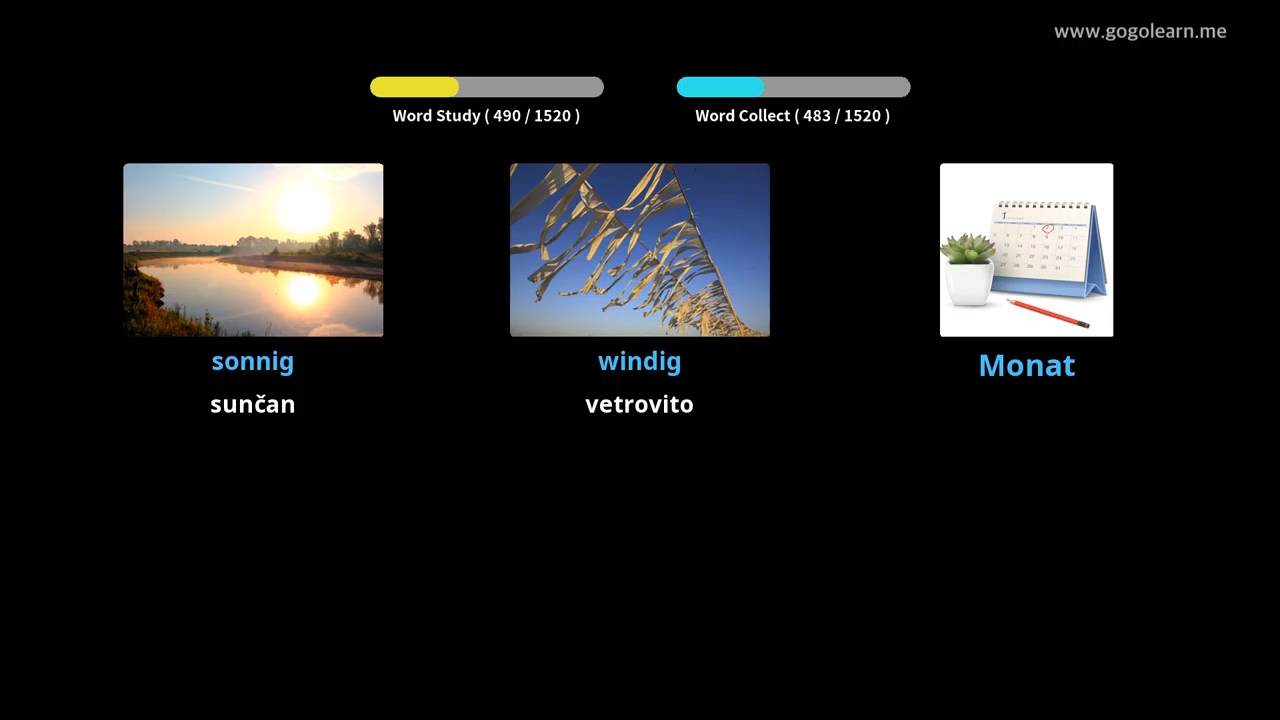 www.gogolearn.me
Word Study ( 490 / 1520 )
Word Collect ( 483 / 1520 )
sonnig
windig
Monat
sunčan
vetrovito